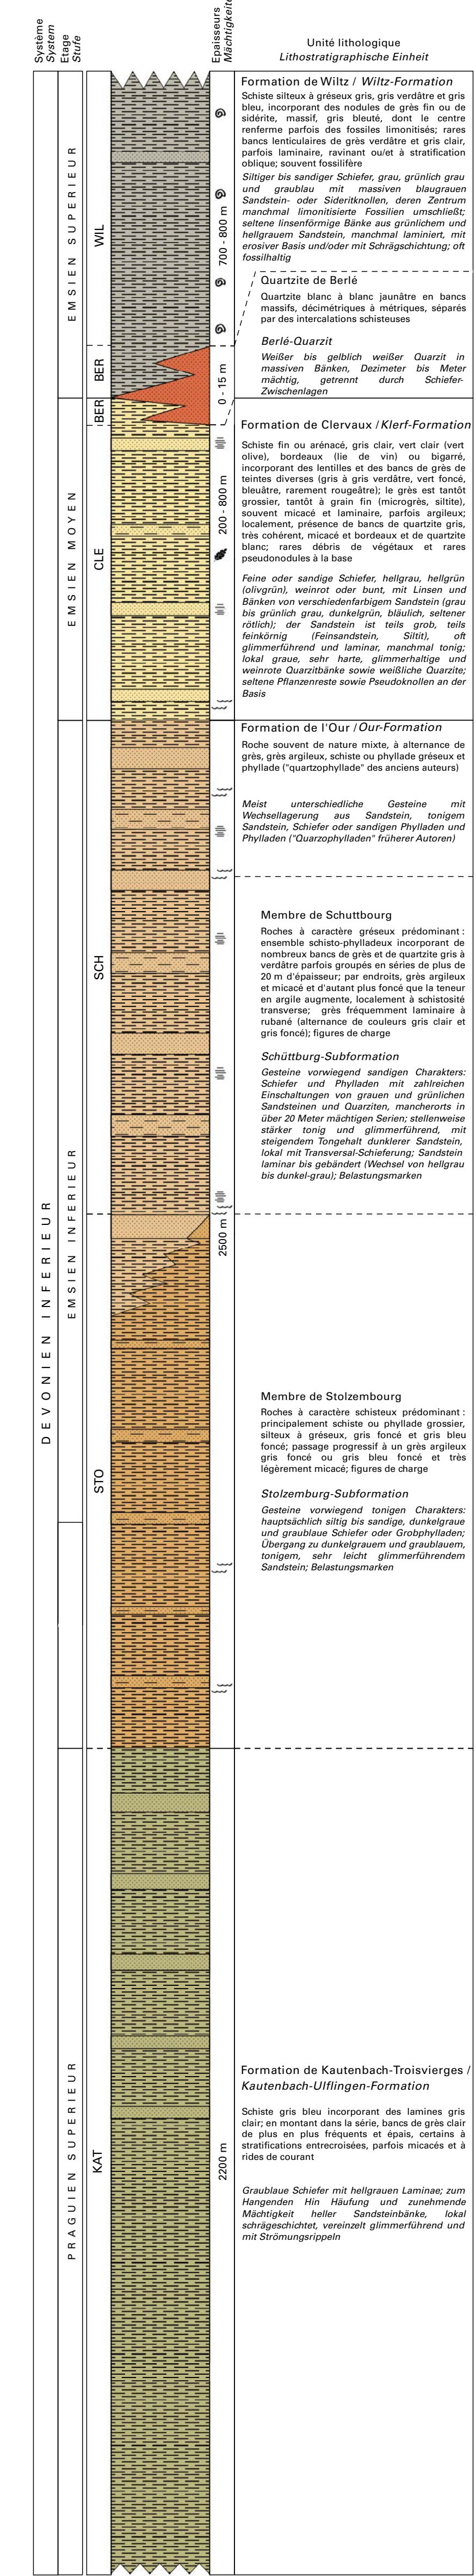 Système
System
Etage
Stufe
Epaisseurs
Mächtigkeiten
Unité lithologique
Lithostratigraphische Einheit
DEVONIEN INFERIEUR
EMSIEN SUPERIEUR
EMSIEN MOYEN
EMSIEN INFERIEUR
PRAGUIEN SUPERIEUR
WIL
BER
BER
CLE
SCH
STO
KAT
700 - 800 m
0 - 15 m
200 - 800 m
2500 m
2200 m
Formation de Wiltz / Wiltz-Formation
Schiste silteux à gréseux gris, gris verdâtre et gris
bleu, incorporant des nodules de grès fin ou de
sidérite, massif, gris bleuté, dont le centre
renferme parfois des fossiles limonitisés; rares
bancs lenticulaires de grès verdâtre et gris clair,
parfois laminaire, ravinant ou/et à stratification
oblique; souvent fossilifère
Siltiger bis sandiger Schiefer, grau, grünlich grau
und graublau mit massiven blaugrauen
Sandstein- oder Sideritknollen, deren Zentrum
manchmal limonitisierte Fossilien umschließt;
seltene linsenförmige Bänke aus grünlichem und
hellgrauem Sandstein, manchmal laminiert, mit
erosiver Basis und/oder mit Schrägschichtung; oft
fossilhaltig
Quartzite de Berlé
Quartzite blanc à blanc jaunâtre en bancs
massifs, décimétriques à métriques, séparés
par des intercalations schisteuses
Berlé-Quarzit
Weißer bis gelblich weißer Quarzit in
massiven Bänken, Dezimeter bis Meter
mächtig, getrennt durch Schiefer-
Zwischenlagen
Formation de Clervaux / Klerf-Formation
Schiste fin ou arénacé, gris clair, vert clair (vert
olive), bordeaux (lie de vin) ou bigarré,
incorporant des lentilles et des bancs de grès de
teintes diverses (gris à gris verdâtre, vert foncé,
bleuâtre, rarement rougeâtre); le grès est tantôt
grossier, tantôt à grain fin (microgrès, siltite),
souvent micacé et laminaire, parfois argileux;
localement, présence de bancs de quartzite gris,
très cohérent, micacé et bordeaux et de quartzite
blanc; rares débris de végétaux et rares
pseudonodules à la base
Feine oder sandige Schiefer, hellgrau, hellgrün
(olivgrün), weinrot oder bunt, mit Linsen und
Bänken von verschiedenfarbigem Sandstein (grau
bis grünlich grau, dunkelgrün, bläulich, seltener
rötlich); der Sandstein ist teils grob, teils
feinkörnig (Feinsandstein, Siltit), oft
glimmerführend und laminar, manchmal tonig;
lokal graue, sehr harte, glimmerhaltige und
weinrote Quarzitbänke sowie weißliche Quarzite;
seltene Pflanzenreste sowie Pseudoknollen an der
Basis
Formation de l'Our / Our-Formation
Roche souvent de nature mixte, à alternance de
grès, grès argileux, schiste ou phyllade gréseux et
phyllade ("quartzophyllade" des anciens auteurs)
Meist unterschiedliche Gesteine mit
Wechsellagerung aus Sandstein, tonigem
Sandstein, Schiefer oder sandigen Phylladen und
Phylladen ("Quarzophylladen" früherer Autoren)
Membre de Schuttbourg
Roches à caractère gréseux prédominant :
ensemble schisto-phylladeux incorporant de
nombreux bancs de grès et de quartzite gris à
verdâtre parfois groupés en séries de plus de
20 m d'épaisseur; par endroits, grès argileux
et micacé et d'autant plus foncé que la teneur
en argile augmente, localement à schistosité
transverse; grès fréquemment laminaire à
rubané (alternance de couleurs gris clair et
gris foncé); figures de charge
Schüttburg-Subformation
Gesteine vorwiegend sandigen Charakters:
Schiefer und Phylladen mit zahlreichen
Einschaltungen von grauen und grünlichen
Sandsteinen und Quarziten, mancherorts in
über 20 Meter mächtigen Serien; stellenweise
stärker tonig und glimmerführend, mit
steigendem Tongehalt dunklerer Sandstein,
lokal mit Transversal-Schieferung; Sandstein
laminar bis gebändert (Wechsel von hellgrau
bis dunkel-grau); Belastungsmarken
Membre de Stolzembourg
Roches à caractère schisteux prédominant :
principalement schiste ou phyllade grossier,
silteux à gréseux, gris foncé et gris bleu
foncé; passage progressif à un grès argileux
gris foncé ou gris bleu foncé et très
légèrement micacé; figures de charge
Stolzemburg-Subformation
Gesteine vorwiegend tonigen Charakters:
hauptsächlich siltig bis sandige, dunkelgraue
und graublaue Schiefer oder Grobphylladen;
Übergang zu dunkelgrauem und graublauem,
tonigem, sehr leicht glimmerführendem
Sandstein; Belastungsmarken
Formation de Kautenbach-Troisvierges /
Kautenbach-Ulflingen-Formation
Schiste gris bleu incorporant des lamines gris
clair; en montant dans la série, bancs de grès clair
de plus en plus fréquents et épais, certains à
stratifications entrecroisées, parfois micacés et à
rides de courant
Graublaue Schiefer mit hellgrauen Laminae; zum
Hangenden Hin Häufung und zunehmende
Mächtigkeit heller Sandsteinbänke, lokal
schrägeschichtet, vereinzelt glimmerführend und
mit Strömungsrippeln